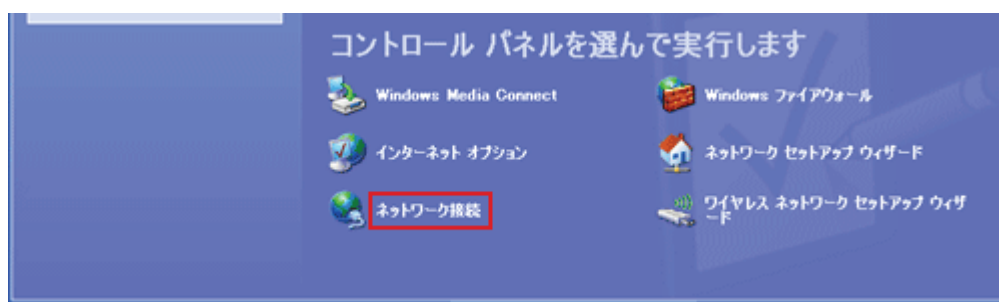 コントロール パネルを選んで実行します
Windows Media Connect
Windows ファイアウォール
インターネット オプション
ネットワーク セットアップ ウィザード
ネットワーク接続
ワイヤレス ネットワーク セットアップ ウィザ
ード